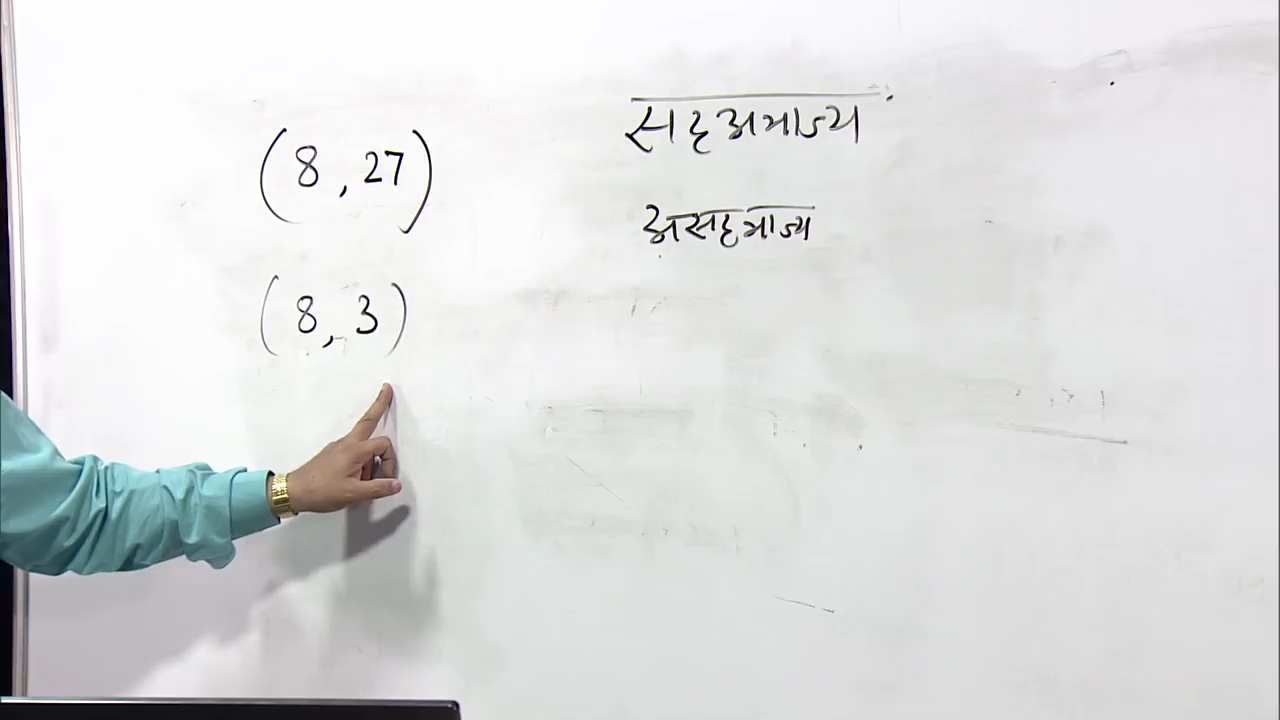 (8, 27)
सहअभाज्य
असहभाज्य
(8, 3)